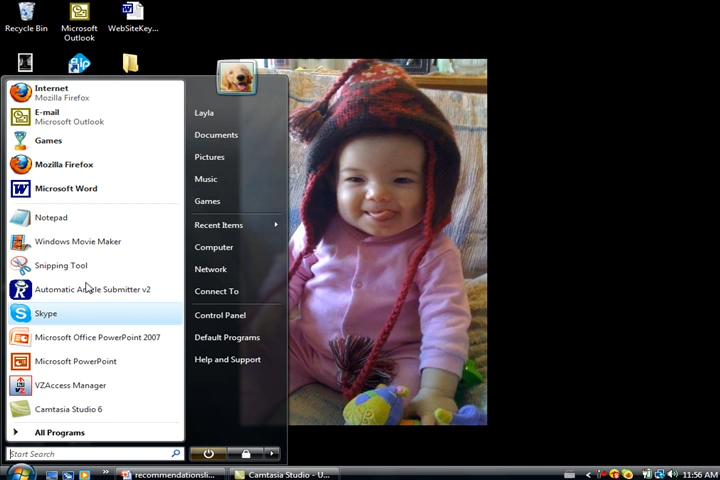 Recycle Bin
Microsoft
Outlook
WebSiteKey...
flip
Internet
Mozilla Firefox
E-mail
Microsoft Outlook
Games
Mozilla Firefox
Microsoft Word
Notepad
Windows Movie Maker
Snipping Tool
Automatic Article Submitter v2
Skype
Microsoft Office PowerPoint 2007
Microsoft PowerPoint
VZAccess Manager
Camtasia Studio 6
All Programs
Start Search
Layla
Documents
Pictures
Music
Games
Recent Items
Computer
Network
Connect To
Control Panel
Default Programs
Help and Support
recommendationsli...
Camtasia Studio - U...
11:56 AM